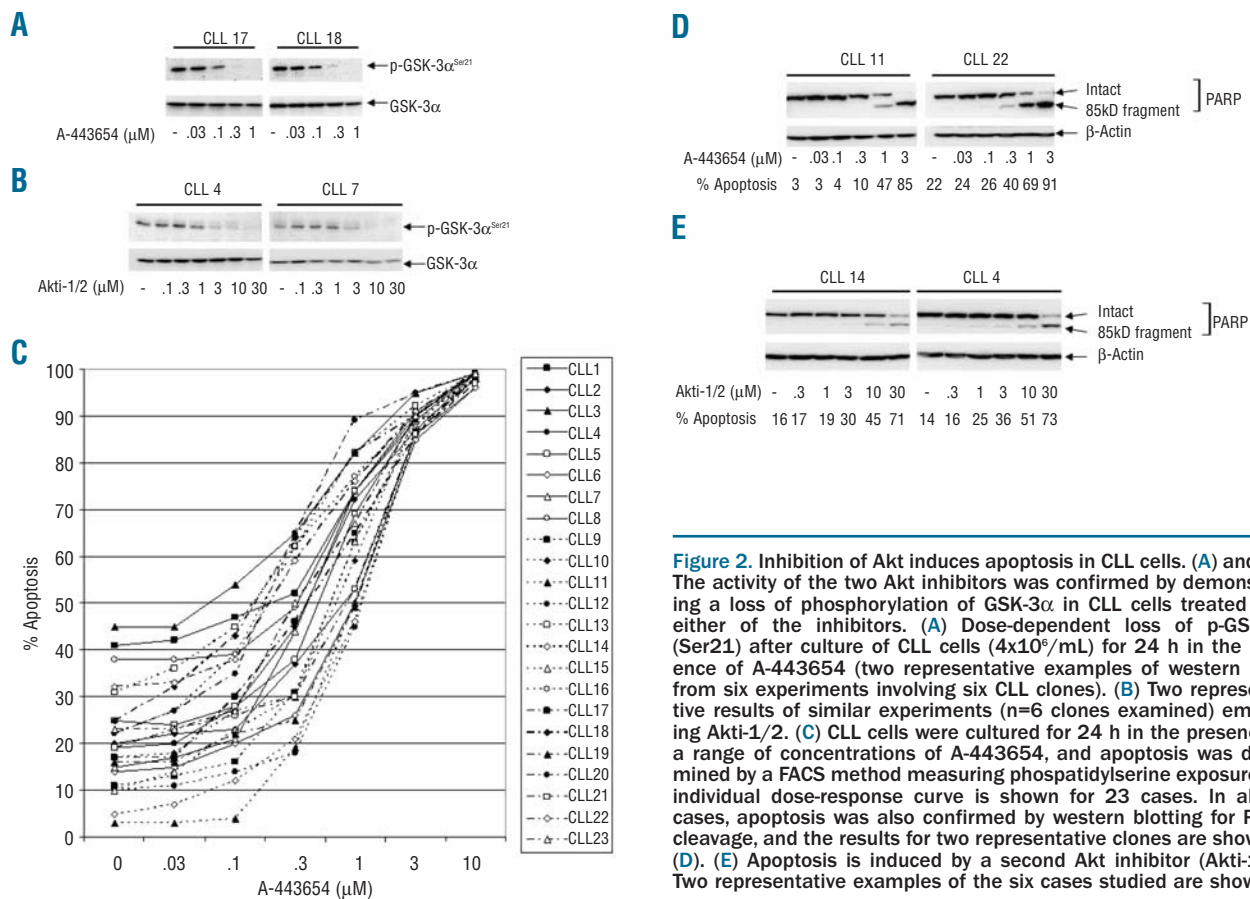 A
CLL 17 CLL 18
p-GSK-3α^Ser21
GSK-3α
A-443654 (μM) - .03 .1 .3 1 - .03 .1 .3 1
B
CLL 4 CLL 7
p-GSK-3α^Ser21
GSK-3α
Akti-1/2 (μM) - .1 .3 1 3 10 30 - .1 .3 1 3 10 30
C
% Apoptosis
100
90
80
70
60
50
40
30
20
10
0
0 .03 .1 .3 1 3 10
A-443654 (μM)
CLL1
CLL2
CLL3
CLL4
CLL5
CLL6
CLL7
CLL8
CLL9
CLL10
CLL11
CLL12
CLL13
CLL14
CLL15
CLL16
CLL17
CLL18
CLL19
CLL20
CLL21
CLL22
CLL23
D
CLL 11 CLL 22
Intact
85kD fragment
PARP
β-Actin
A-443654 (μM) - .03 .1 .3 1 3 - .03 .1 .3 1 3
% Apoptosis 3 3 4 10 47 85 22 24 26 40 69 91
E
CLL 14 CLL 4
Intact
85kD fragment
PARP
β-Actin
Akti-1/2 (μM) - .3 1 3 10 30 - .3 1 3 10 30
% Apoptosis 16 17 19 30 45 71 14 16 25 36 51 73
Figure 2. Inhibition of Akt induces apoptosis in CLL cells. (A) and
The activity of the two Akt inhibitors was confirmed by demons
ing a loss of phosphorylation of GSK-3α in CLL cells treated
either of the inhibitors. (A) Dose-dependent loss of p-GS
(Ser21) after culture of CLL cells (4x10⁶/mL) for 24 h in the
ence of A-443654 (two representative examples of western
from six experiments involving six CLL clones). (B) Two represe
tive results of similar experiments (n=6 clones examined) em
ing Akti-1/2. (C) CLL cells were cultured for 24 h in the presen
a range of concentrations of A-443654, and apoptosis was d
mined by a FACS method measuring phospatidylserine exposure
individual dose-response curve is shown for 23 cases. In al
cases, apoptosis was also confirmed by western blotting for P
cleavage, and the results for two representative clones are show
(D). (E) Apoptosis is induced by a second Akt inhibitor (Akti-1
Two representative examples of the six cases studied are show